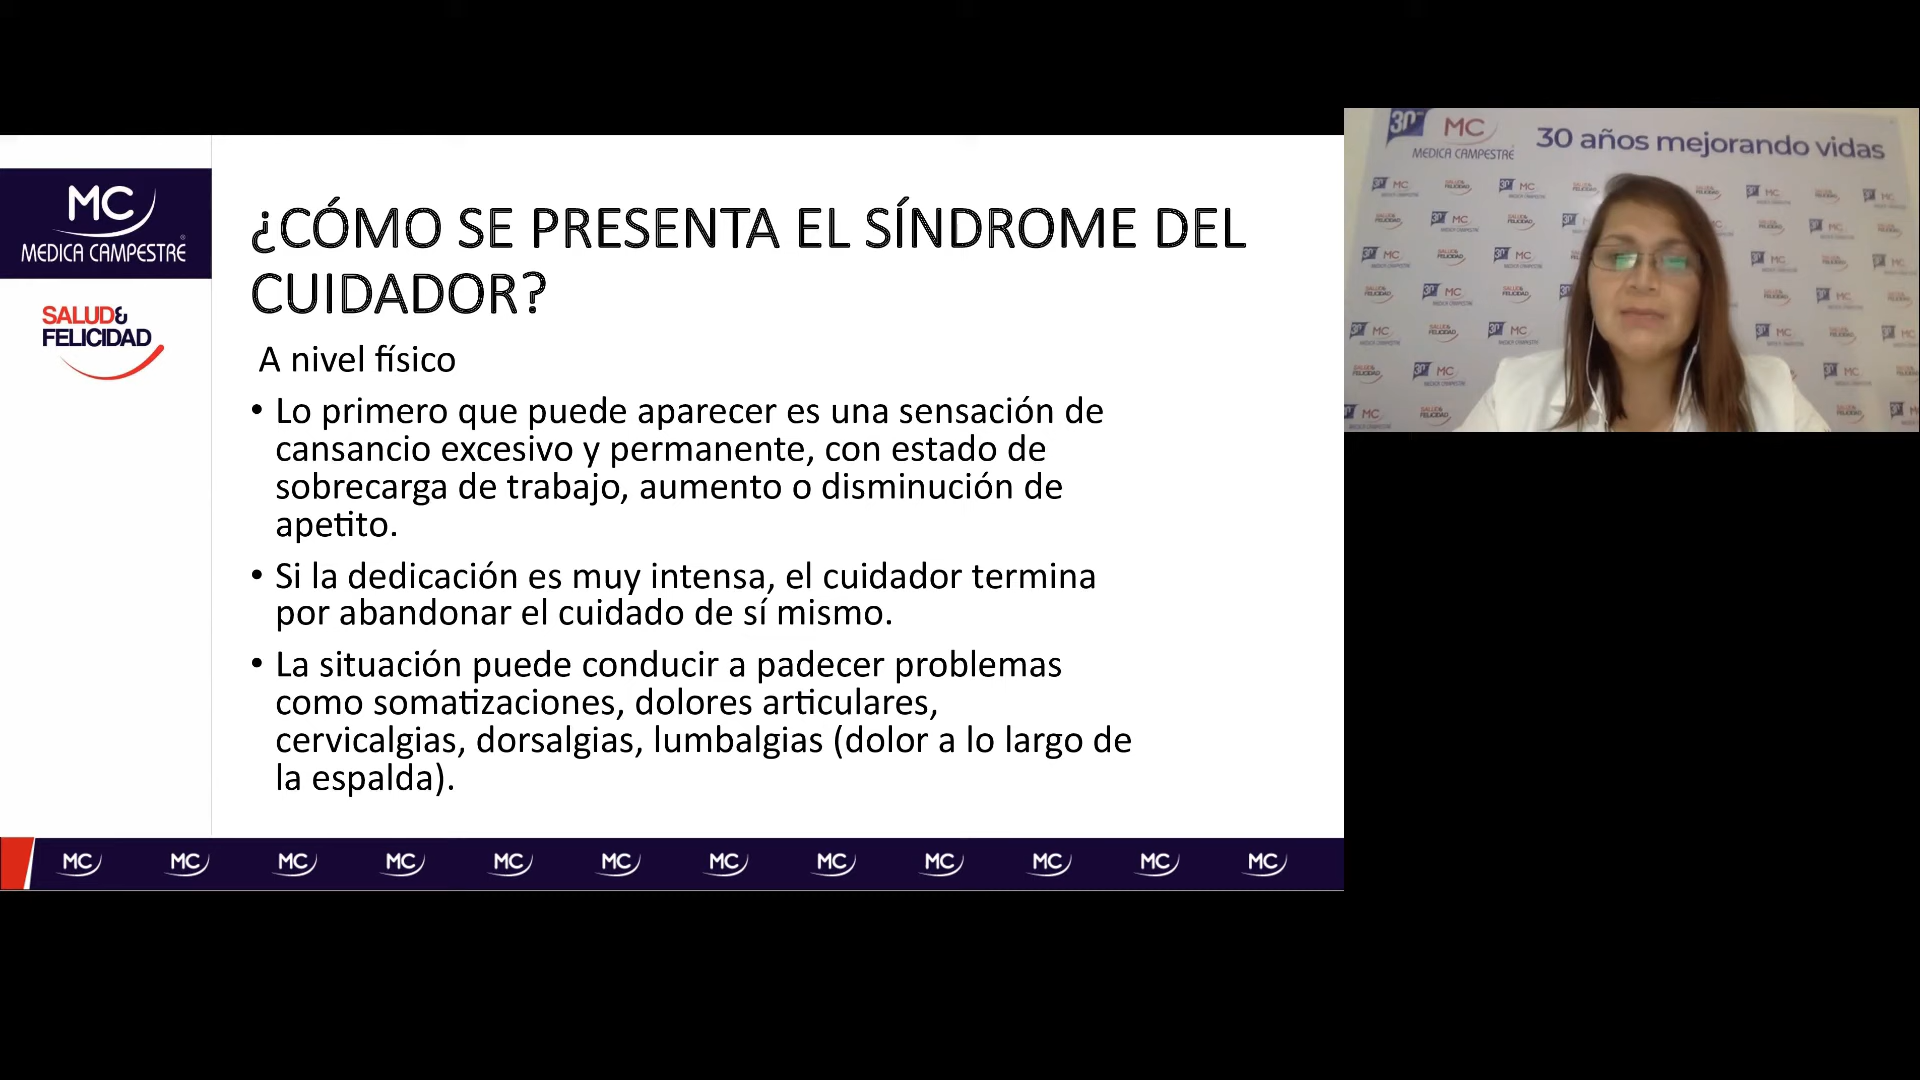 MC
MEDICA CAMPESTRE®
SALUD&
FELICIDAD
¿CÓMO SE PRESENTA EL SÍNDROME DEL
CUIDADOR?
A nivel físico
• Lo primero que puede aparecer es una sensación de
cansancio excesivo y permanente, con estado de
sobrecarga de trabajo, aumento o disminución de
apetito.
• Si la dedicación es muy intensa, el cuidador termina
por abandonar el cuidado de sí mismo.
• La situación puede conducir a padecer problemas
como somatizaciones, dolores articulares,
cervicalgias, dorsalgias, lumbalgias (dolor a lo largo de
la espalda).
MC MC MC MC MC MC MC MC MC MC MC MC
30 MC
MEDICA CAMPESTRE
30 años mejorando vidas